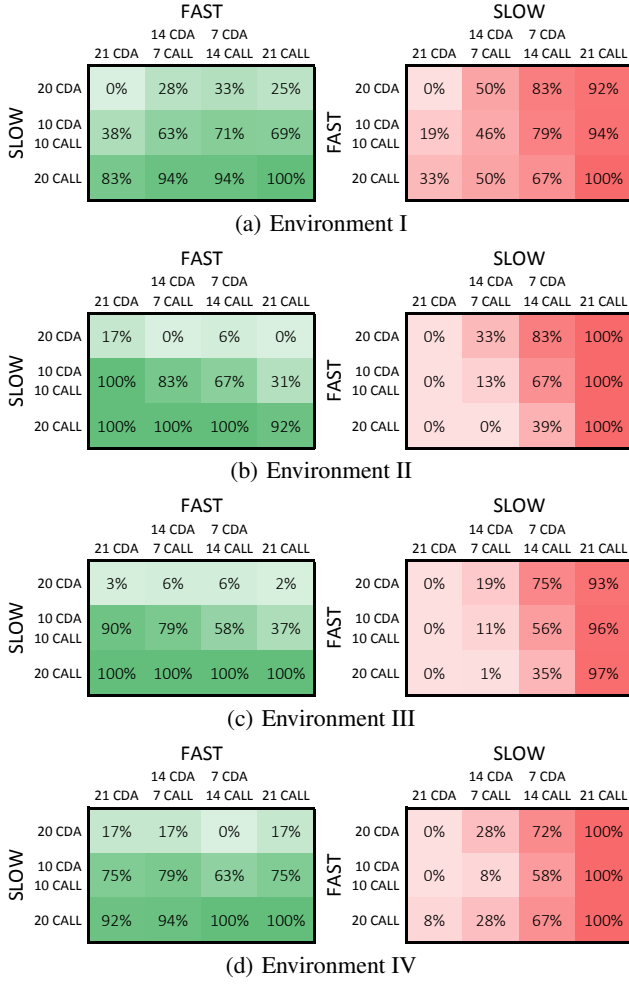 FAST SLOW
14 CDA 7 CDA 14 CDA 7 CDA
21 CDA 7 CALL 14 CALL 21 CALL 21 CDA 7 CALL 14 CALL 21 CALL
20 CDA 0% 28% 33% 25% 20 CDA 0% 50% 83% 92%
SLOW 10 CDA 10 CALL 38% 63% 71% 69% FAST 10 CDA 10 CALL 19% 46% 79% 94%
20 CALL 83% 94% 94% 100% 20 CALL 33% 50% 67% 100%
(a) Environment I
FAST SLOW
14 CDA 7 CDA 14 CDA 7 CDA
21 CDA 7 CALL 14 CALL 21 CALL 21 CDA 7 CALL 14 CALL 21 CALL
20 CDA 17% 0% 6% 0% 20 CDA 0% 33% 83% 100%
SLOW 10 CDA 10 CALL 100% 83% 67% 31% FAST 10 CDA 10 CALL 0% 13% 67% 100%
20 CALL 100% 100% 100% 92% 20 CALL 0% 0% 39% 100%
(b) Environment II
FAST SLOW
14 CDA 7 CDA 14 CDA 7 CDA
21 CDA 7 CALL 14 CALL 21 CALL 21 CDA 7 CALL 14 CALL 21 CALL
20 CDA 3% 6% 6% 2% 20 CDA 0% 19% 75% 93%
SLOW 10 CDA 10 CALL 90% 79% 58% 37% FAST 10 CDA 10 CALL 0% 11% 56% 96%
20 CALL 100% 100% 100% 100% 20 CALL 0% 1% 35% 97%
(c) Environment III
FAST SLOW
14 CDA 7 CDA 14 CDA 7 CDA
21 CDA 7 CALL 14 CALL 21 CALL 21 CDA 7 CALL 14 CALL 21 CALL
20 CDA 17% 17% 0% 17% 20 CDA 0% 28% 72% 100%
SLOW 10 CDA 10 CALL 75% 79% 63% 75% FAST 10 CDA 10 CALL 0% 8% 58% 100%
20 CALL 92% 94% 100% 100% 20 CALL 8% 28% 67% 100%
(d) Environment IV